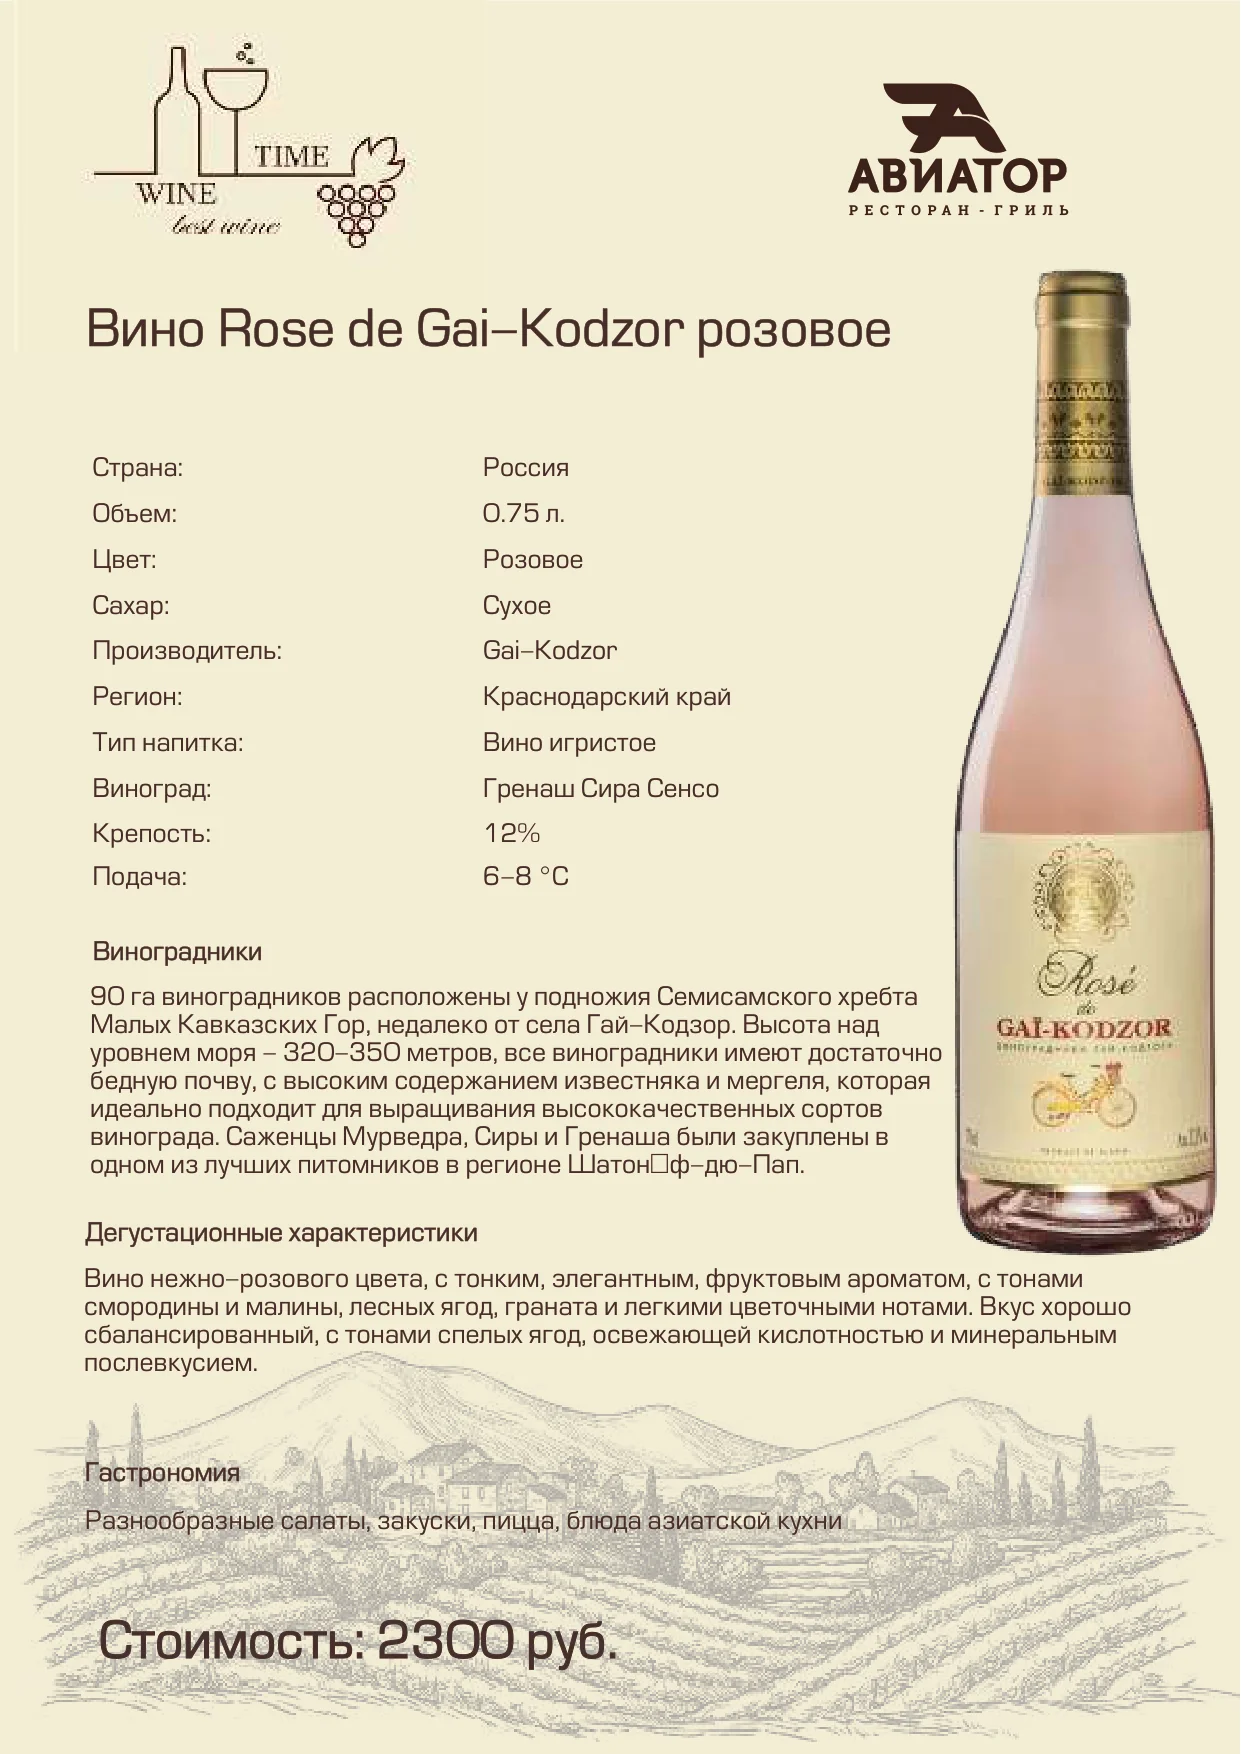 TIME
WINE
best wine
АВИАТОР
РЕСТОРАН - ГРИЛЬ
Вино Rose de Gai–Kodzor розовое
Страна: Россия
Объем: 0.75 л.
Цвет: Розовое
Сахар: Сухое
Производитель: Gai–Kodzor
Регион: Краснодарский край
Тип напитка: Вино игристое
Виноград: Гренаш Сира Сенсо
Крепость: 12%
Подача: 6–8 °C
Виноградники
90 га виноградников расположены у подножия Семисамского хребта
Малых Кавказских Гор, недалеко от села Гай–Кодзор. Высота над
уровнем моря – 320–350 метров, все виноградники имеют достаточно
бедную почву, с высоким содержанием известняка и мергеля, которая
идеально подходит для выращивания высококачественных сортов
винограда. Саженцы Мурведра, Сиры и Гренаша были закуплены в
одном из лучших питомников в регионе Шатон□ф–дю–Пап.
Rosé
de
GAÏ-KODZOR
Дегустационные характеристики
Вино нежно–розового цвета, с тонким, элегантным, фруктовым ароматом, с тонами
смородины и малины, лесных ягод, граната и легкими цветочными нотами. Вкус хорошо
сбалансированный, с тонами спелых ягод, освежающей кислотностью и минеральным
послевкусием.
Гастрономия
Разнообразные салаты, закуски, пицца, блюда азиатской кухни
Стоимость: 2300 руб.